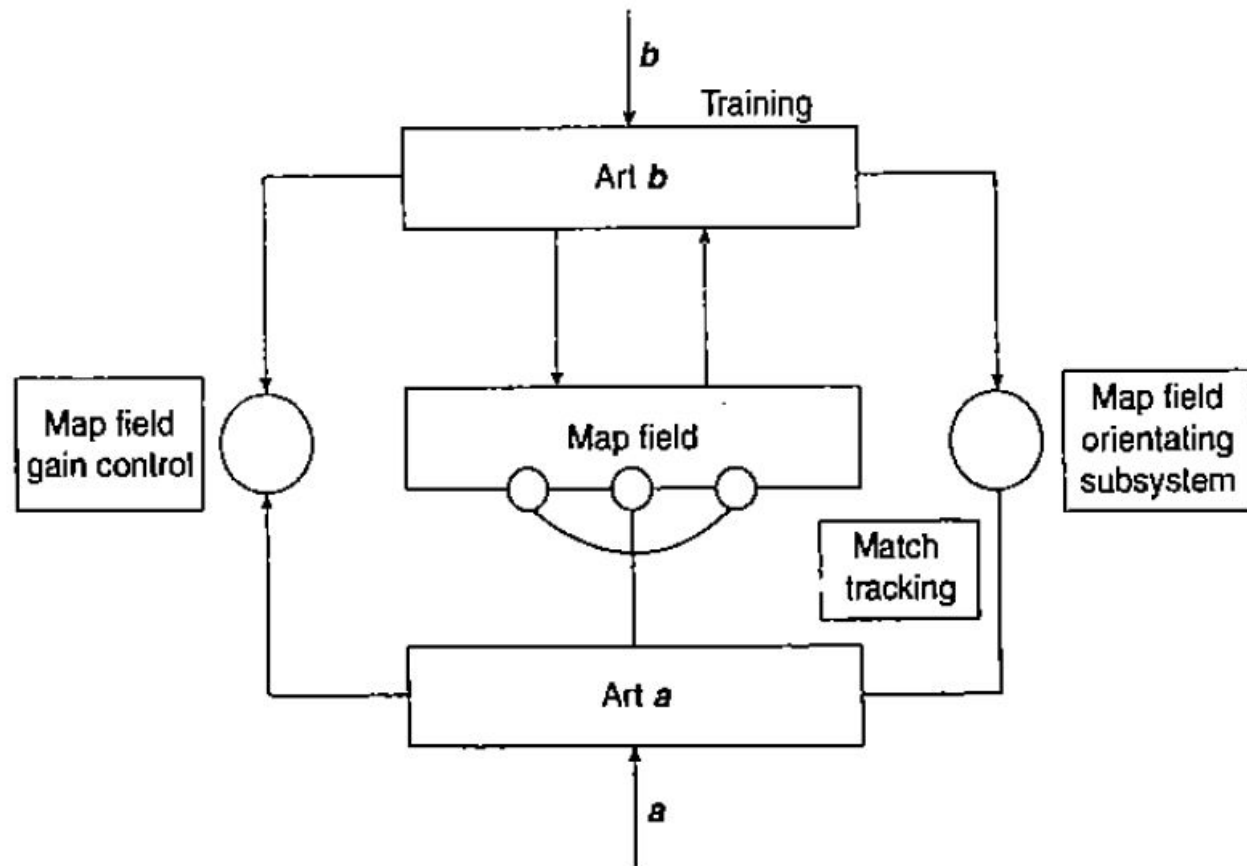 b
Training
Art b
Map field
gain control
Map field
Map field
orientating
subsystem
Match
tracking
Art a
a